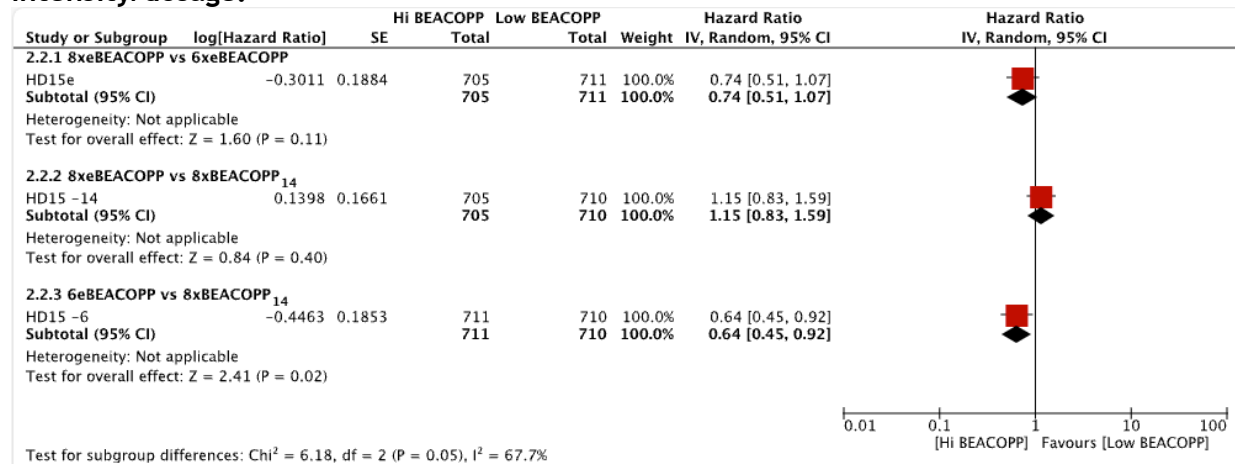 Hi BEACOPP Low BEACOPP Hazard Ratio Hazard Ratio
Study or Subgroup log[Hazard Ratio] SE Total Total Weight IV, Random, 95% CI IV, Random, 95% CI
2.2.1 8xeBEACOPP vs 6xeBEACOPP
HD15e -0.3011 0.1884 705 711 100.0% 0.74 [0.51, 1.07]
Subtotal (95% CI) 705 711 100.0% 0.74 [0.51, 1.07]
Heterogeneity: Not applicable
Test for overall effect: Z = 1.60 (P = 0.11)
2.2.2 8xeBEACOPP vs 8xBEACOPP14
HD15 -14 0.1398 0.1661 705 710 100.0% 1.15 [0.83, 1.59]
Subtotal (95% CI) 705 710 100.0% 1.15 [0.83, 1.59]
Heterogeneity: Not applicable
Test for overall effect: Z = 0.84 (P = 0.40)
2.2.3 6eBEACOPP vs 8xBEACOPP14
HD15 -6 -0.4463 0.1853 711 710 100.0% 0.64 [0.45, 0.92]
Subtotal (95% CI) 711 710 100.0% 0.64 [0.45, 0.92]
Heterogeneity: Not applicable
Test for overall effect: Z = 2.41 (P = 0.02)
0.01 0.1 1 10 100
[Hi BEACOPP] Favours [Low BEACOPP]
Test for subgroup differences: Chi² = 6.18, df = 2 (P = 0.05), I² = 67.7%